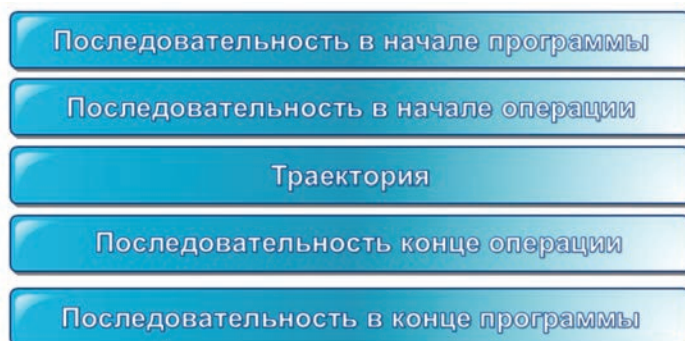 Последовательность в начале программы
Последовательность в начале операции
Траектория
Последовательность конце операции
Последовательность в конце программы